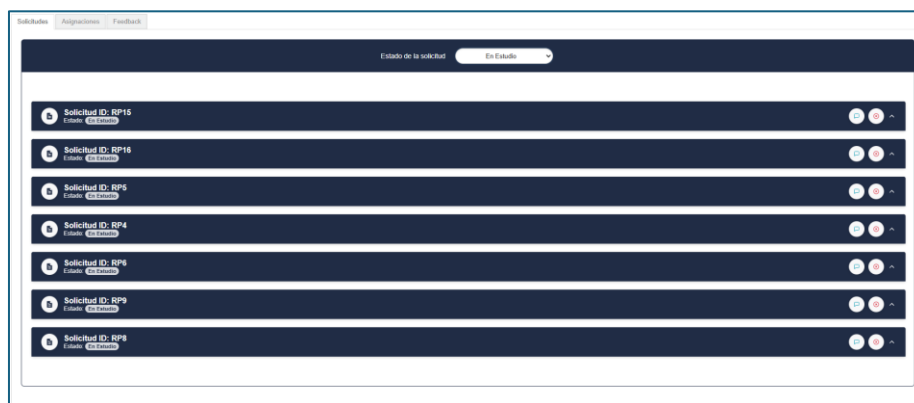 Solicitudes Asignaciones Feedback
Estado de la solicitud En Estudio
Solicitud ID: RP15
Estado: En Estudio
Solicitud ID: RP16
Estado: En Estudio
Solicitud ID: RP5
Estado: En Estudio
Solicitud ID: RP4
Estado: En Estudio
Solicitud ID: RP6
Estado: En Estudio
Solicitud ID: RP9
Estado: En Estudio
Solicitud ID: RP8
Estado: En Estudio